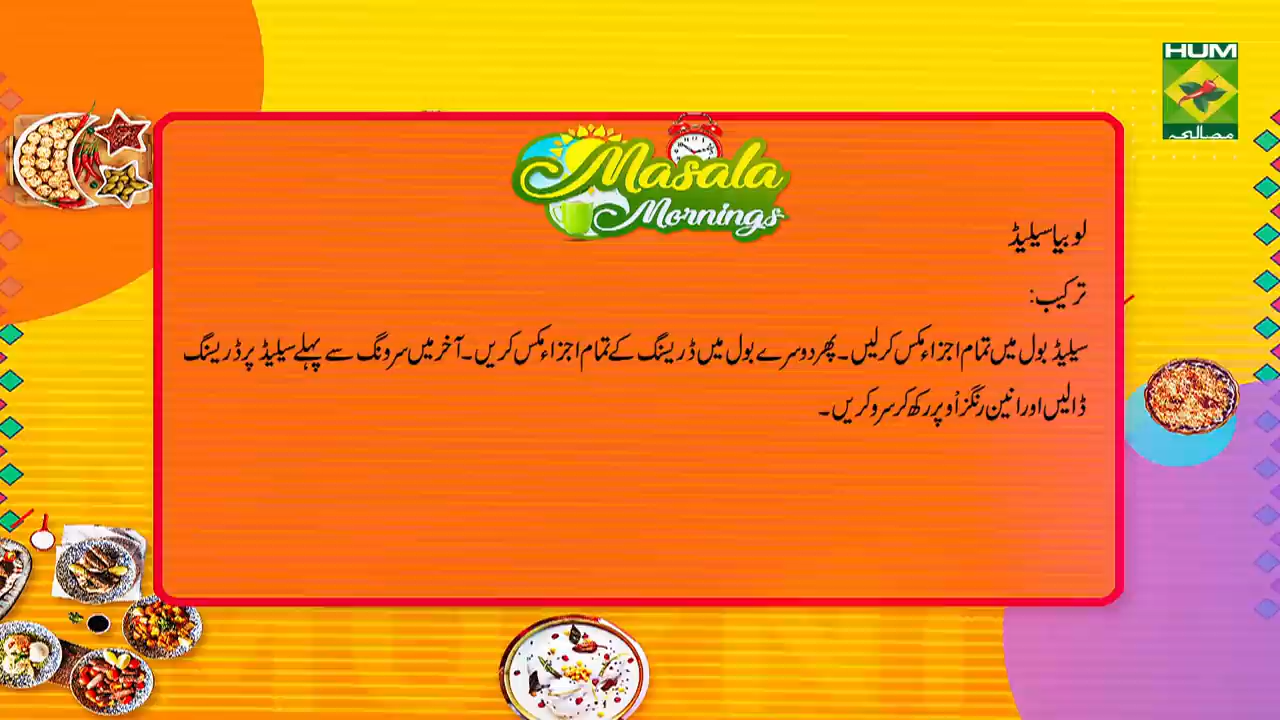 HUM
مصالحہ
Masala
Mornings
لوبیا سیلیڈ
ترکیب:
سیلیڈ بول میں تمام اجزاء مکس کرلیں۔ پھر دوسرے بول میں ڈریسنگ کے تمام اجزاء مکس کریں۔ آخر میں سرونگ سے پہلے سیلیڈ پر ڈریسنگ
ڈالیں اور انین رنگز اُوپر رکھ کر سرو کریں۔